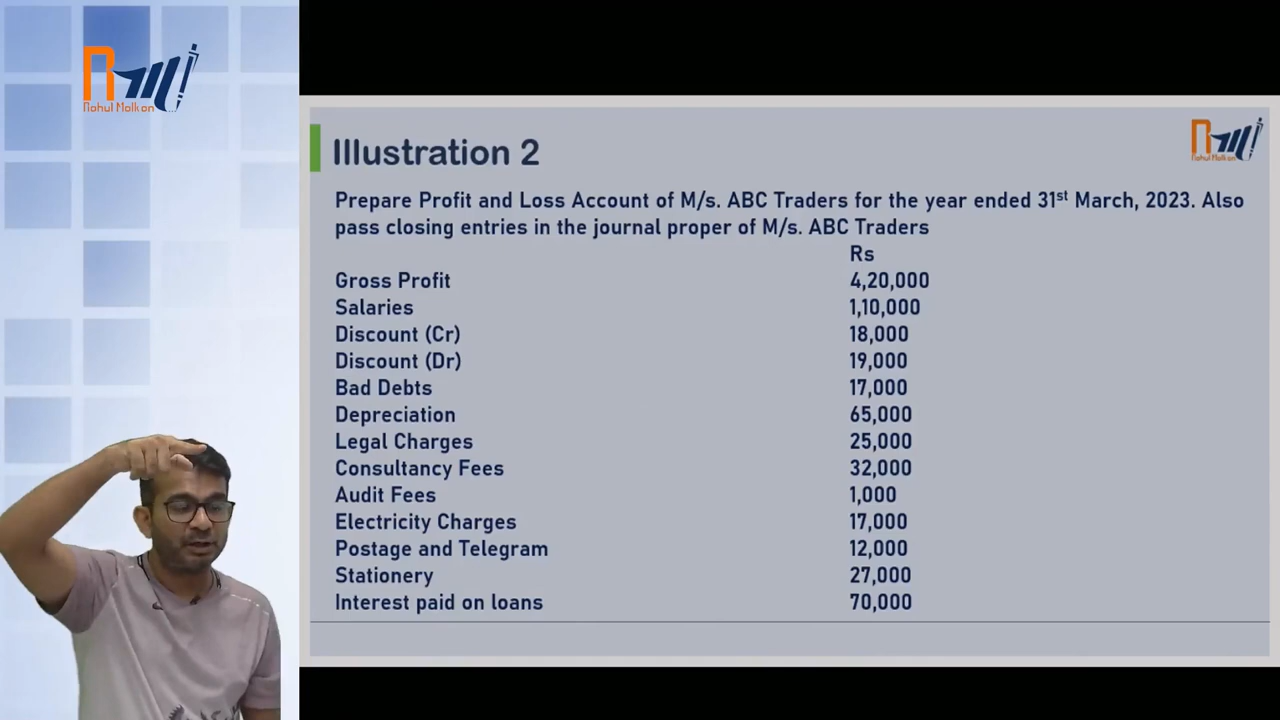 Rahul Malkan
Illustration 2
Rahul Malkan
Prepare Profit and Loss Account of M/s. ABC Traders for the year ended 31st March, 2023. Also
pass closing entries in the journal proper of M/s. ABC Traders
Rs
Gross Profit 4,20,000
Salaries 1,10,000
Discount (Cr) 18,000
Discount (Dr) 19,000
Bad Debts 17,000
Depreciation 65,000
Legal Charges 25,000
Consultancy Fees 32,000
Audit Fees 1,000
Electricity Charges 17,000
Postage and Telegram 12,000
Stationery 27,000
Interest paid on loans 70,000